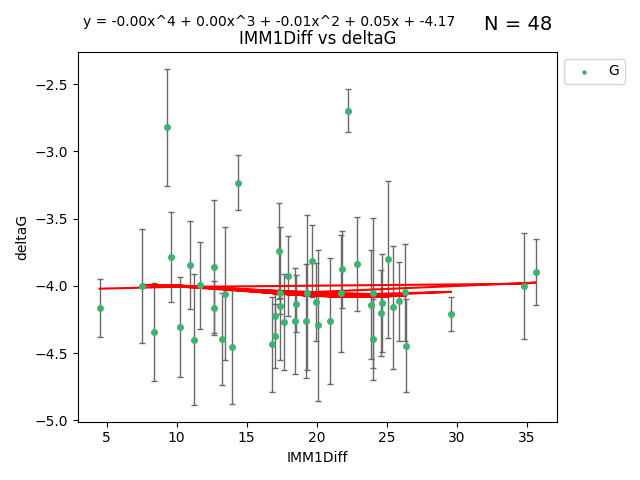 y = -0.00x^4 + 0.00x^3 + -0.01x^2 + 0.05x + -4.17
N = 48
IMM1Diff vs deltaG
G
−2.5
−3.0
−3.5
−4.0
−4.5
−5.0
deltaG
5 10 15 20 25 30 35
IMM1Diff